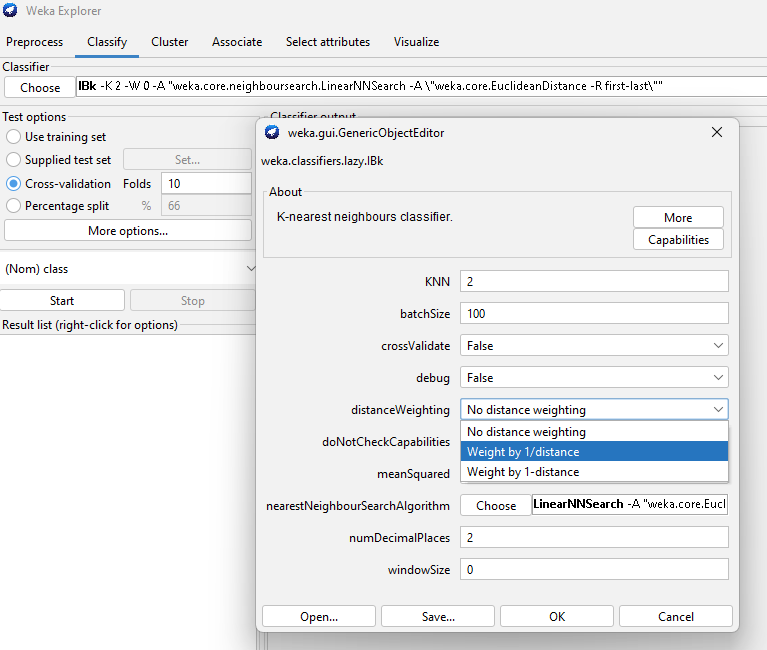 Weka Explorer
Preprocess Classify Cluster Associate Select attributes Visualize
Classifier
Choose IBk -K 2 -W 0 -A "weka.core.neighboursearch.LinearNNSearch -A \"weka.core.EuclideanDistance -R first-last\""
Test options
Use training set
Supplied test set Set...
Cross-validation Folds 10
Percentage split % 66
More options...
(Nom) class
Start Stop
Result list (right-click for options)
Classifier output
weka.gui.GenericObjectEditor
weka.classifiers.lazy.IBk
About
K-nearest neighbours classifier.
More
Capabilities
KNN 2
batchSize 100
crossValidate False
debug False
distanceWeighting No distance weighting
No distance weighting
doNotCheckCapabilities
Weight by 1/distance
meanSquared
Weight by 1-distance
nearestNeighbourSearchAlgorithm Choose LinearNNSearch -A "weka.core.Eucl
numDecimalPlaces 2
windowSize 0
Open... Save... OK Cancel